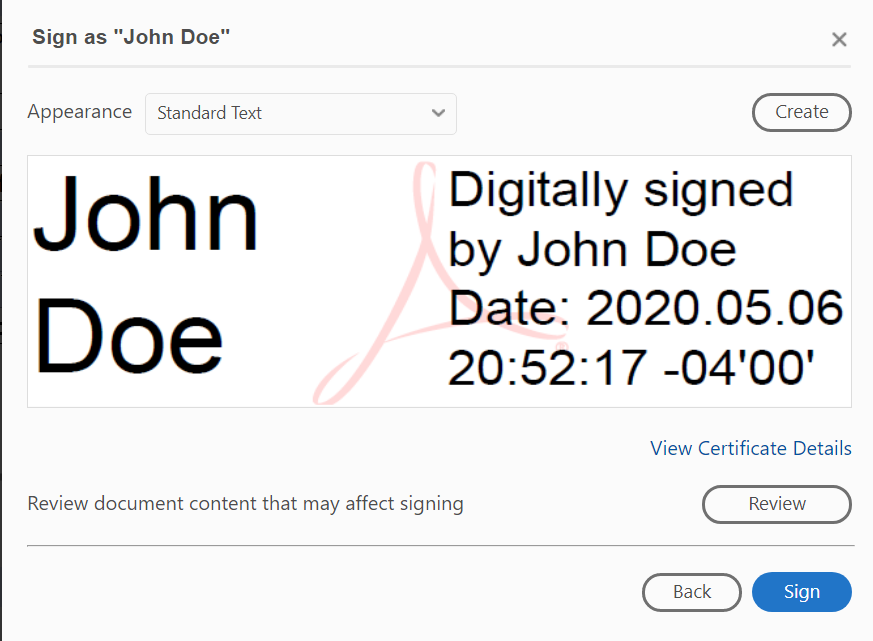 Sign as "John Doe"
Appearance
Standard Text
Create
John
Doe
Digitally signed
by John Doe
Date: 2020.05.06
20:52:17 -04'00'
View Certificate Details
Review document content that may affect signing
Review
Back
Sign